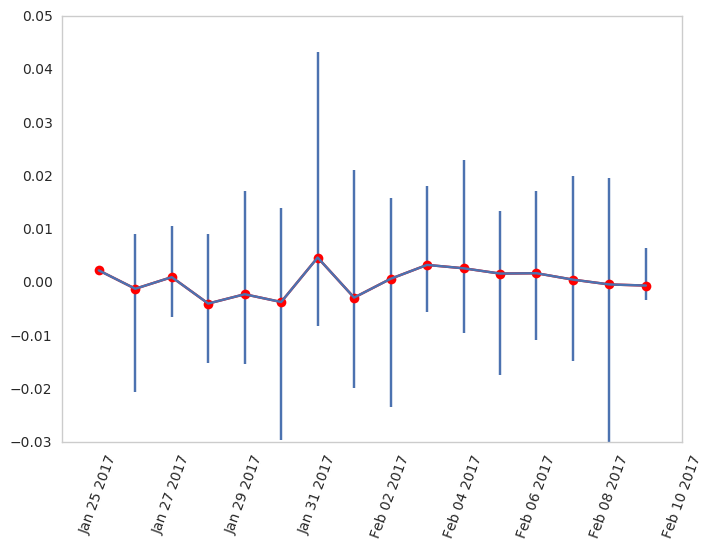 0.05
0.04
0.03
0.02
0.01
0.00
−0.01
−0.02
−0.03
Jan 25 2017
Jan 27 2017
Jan 29 2017
Jan 31 2017
Feb 02 2017
Feb 04 2017
Feb 06 2017
Feb 08 2017
Feb 10 2017